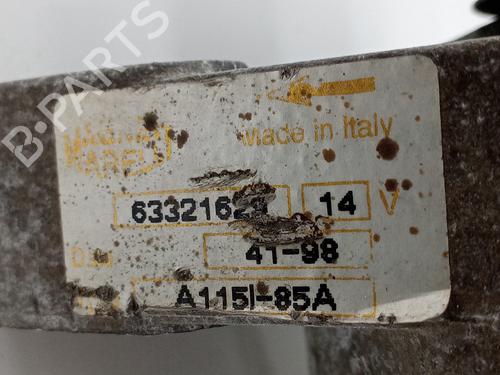 B-PARTS
MAGNETI Made in Italy
MARELLI
14 V
41-98
A115I-85A